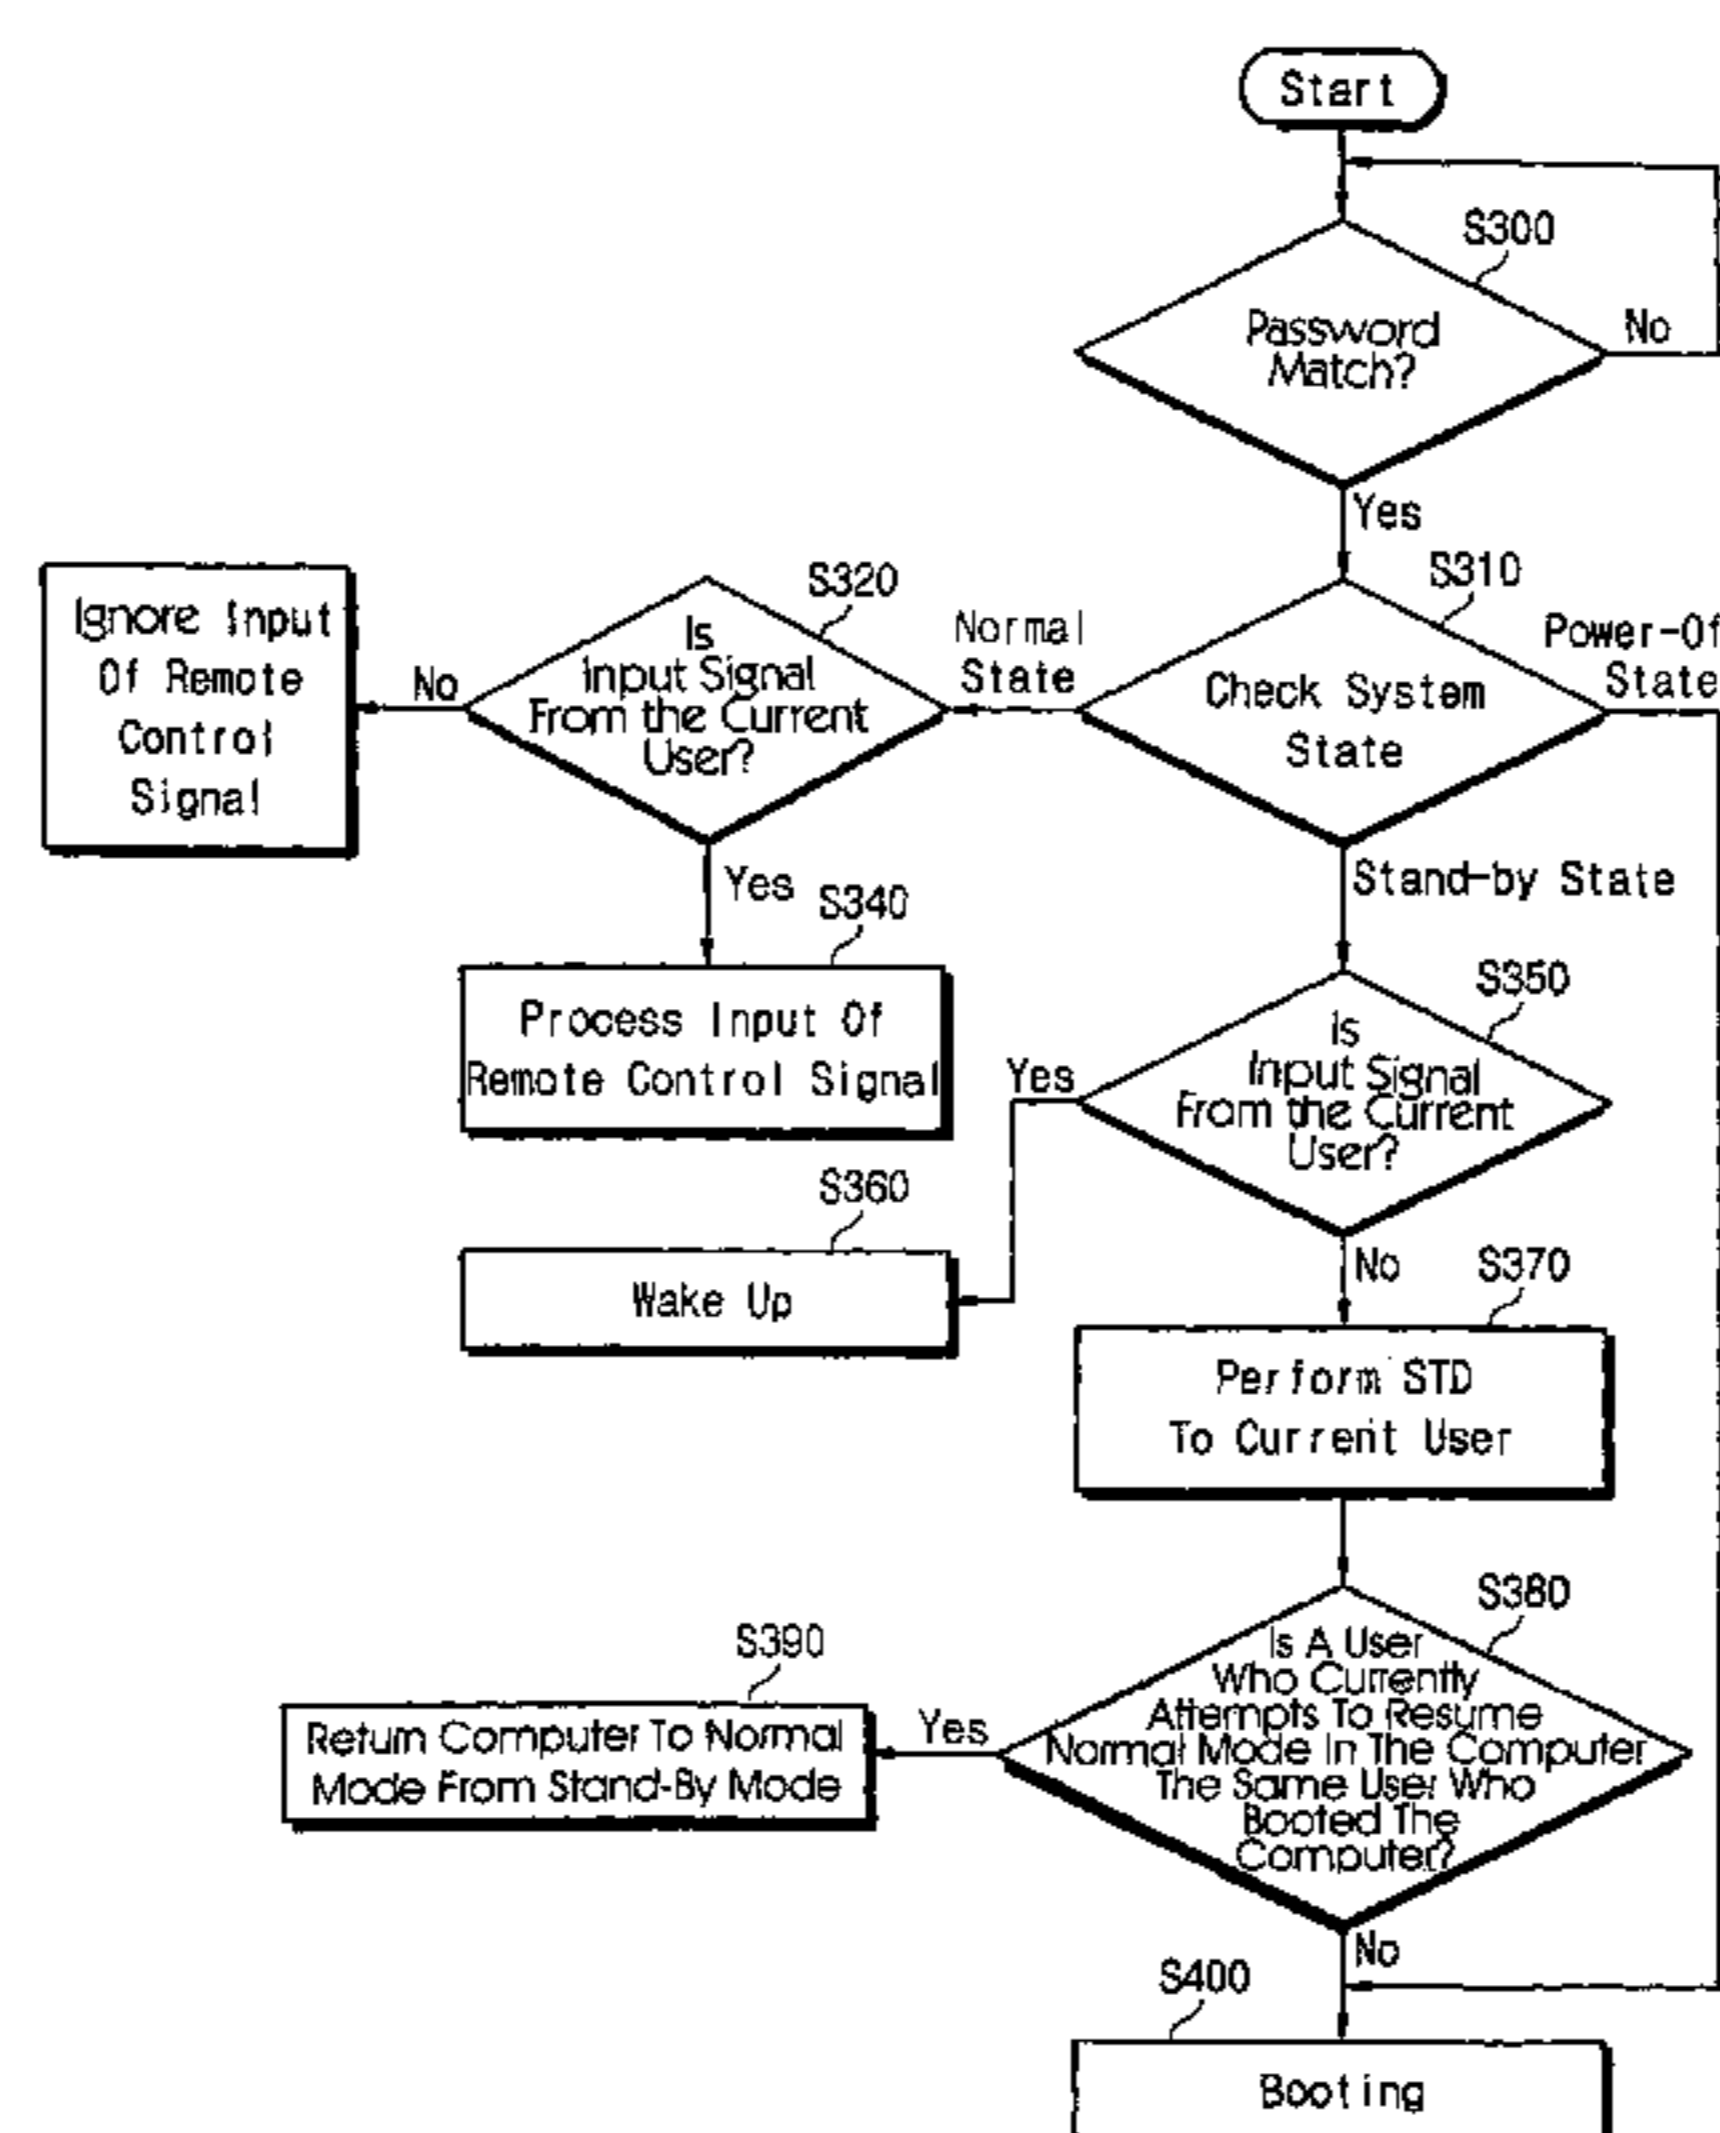 Start
S300
Password
Match?
No
Yes
S310
Check System
State
Normal
State
Power-Of
State
Stand-by State
S320
Is
Input Signal
From the Current
User?
No
Ignore Input
Of Remote
Control
Signal
Yes
S340
Process Input Of
Remote Control Signal
S350
Is
Input Signal
From the Current
User?
Yes
S360
Wake Up
No
S370
Perform STD
To Current User
S380
Is A User
Who Currently
Attempts To Resume
Normal Mode In The Computer
The Same User Who
Booted The
Computer?
Yes
S390
Return Computer To Normal
Mode From Stand-By Mode
No
S400
Booting